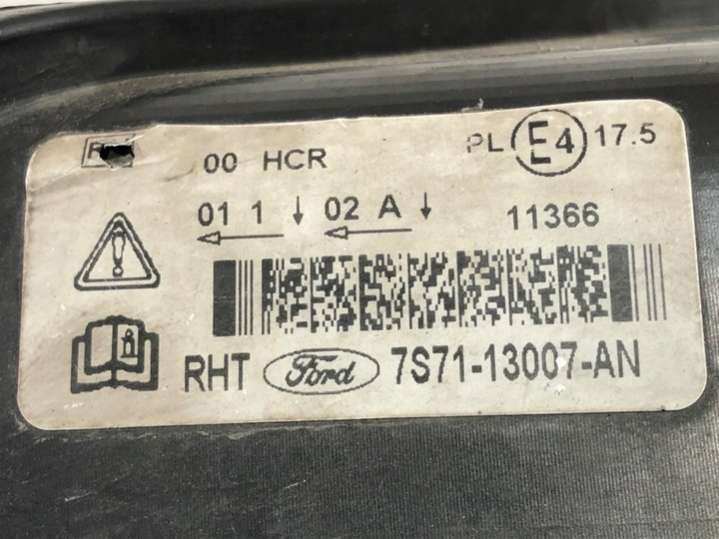 00 HCR PL E4 17.5
01 1 ↓ 02 A ↓ 11366
RHT Ford 7S71-13007-AN